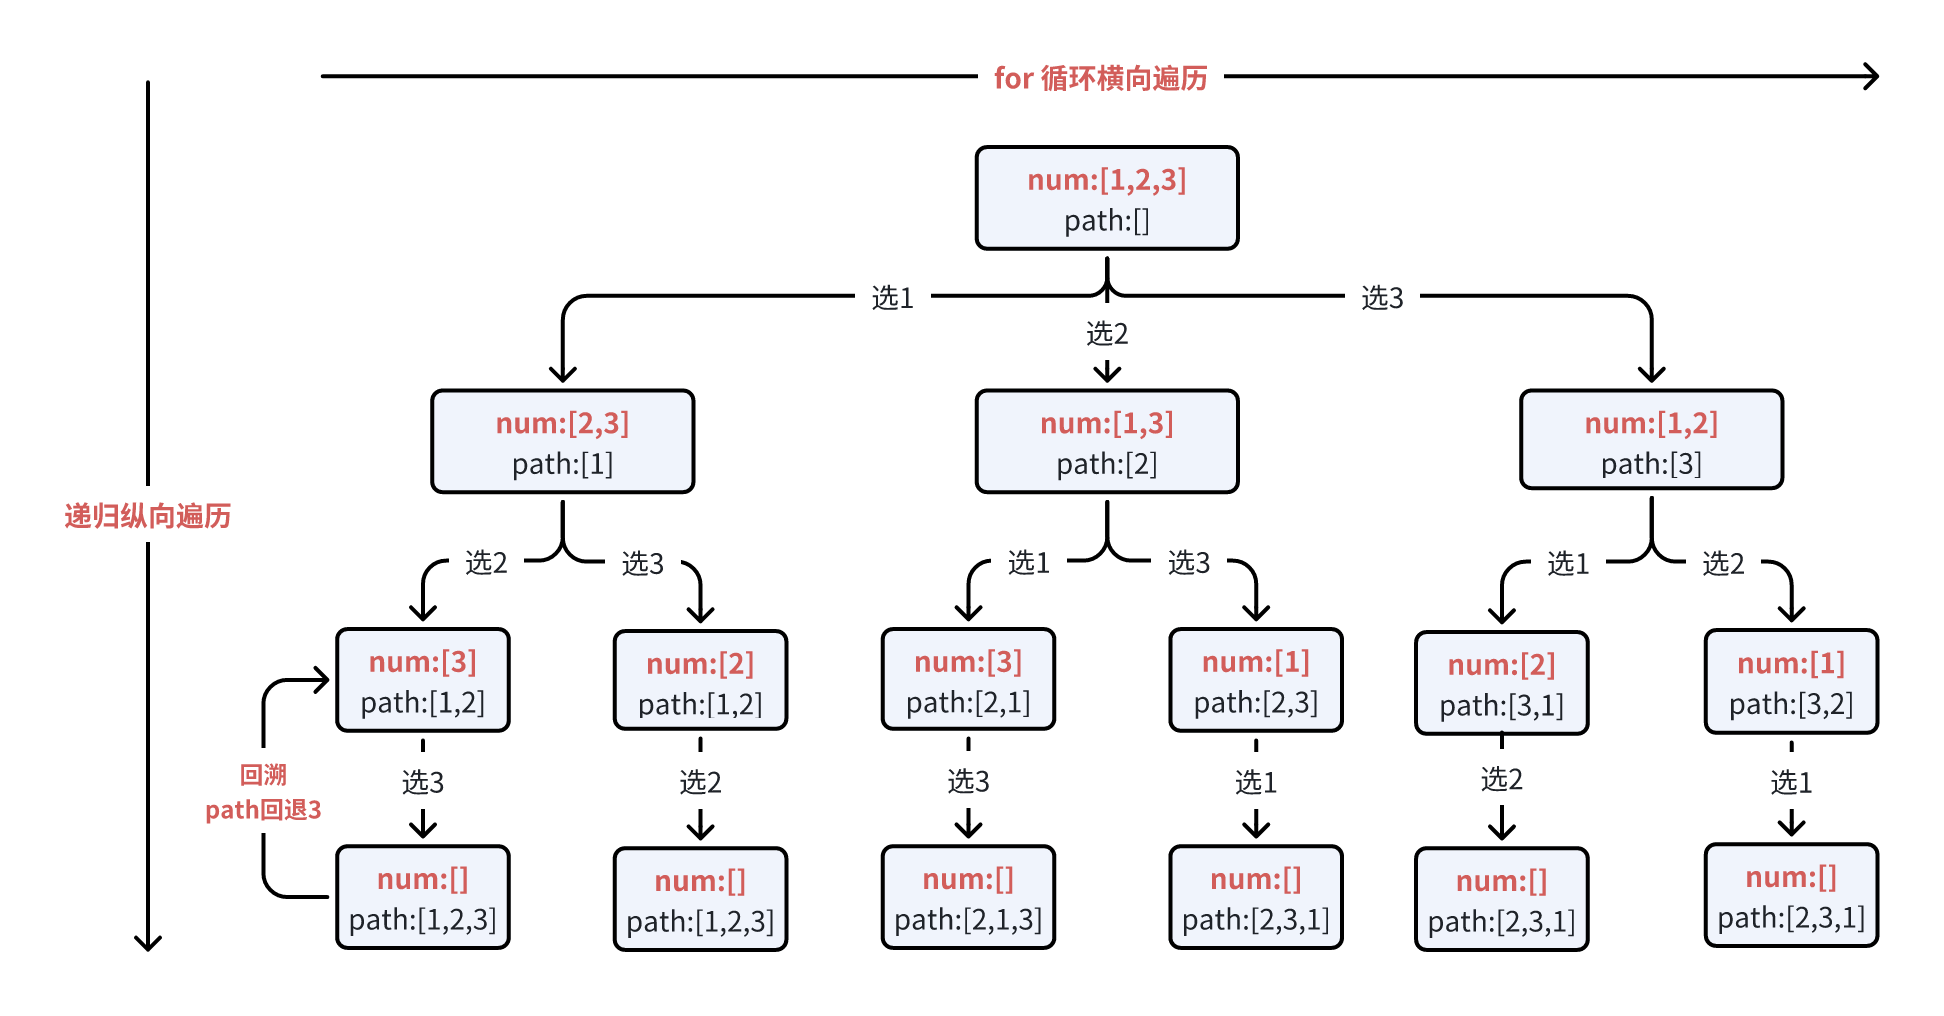 for 循环横向遍历
num:[1,2,3]
path:[]
选1
选3
选2
num:[2,3]
path:[1]
num:[1,3]
path:[2]
num:[1,2]
path:[3]
递归纵向遍历
选2
选3
选1
选3
选1
选2
num:[3]
path:[1,2]
num:[2]
path:[1,2]
num:[3]
path:[2,1]
num:[1]
path:[2,3]
num:[2]
path:[3,1]
num:[1]
path:[3,2]
回溯
path回退3
选3
选2
选3
选1
选2
选1
num:[]
path:[1,2,3]
num:[]
path:[1,2,3]
num:[]
path:[2,1,3]
num:[]
path:[2,3,1]
num:[]
path:[2,3,1]
num:[]
path:[2,3,1]